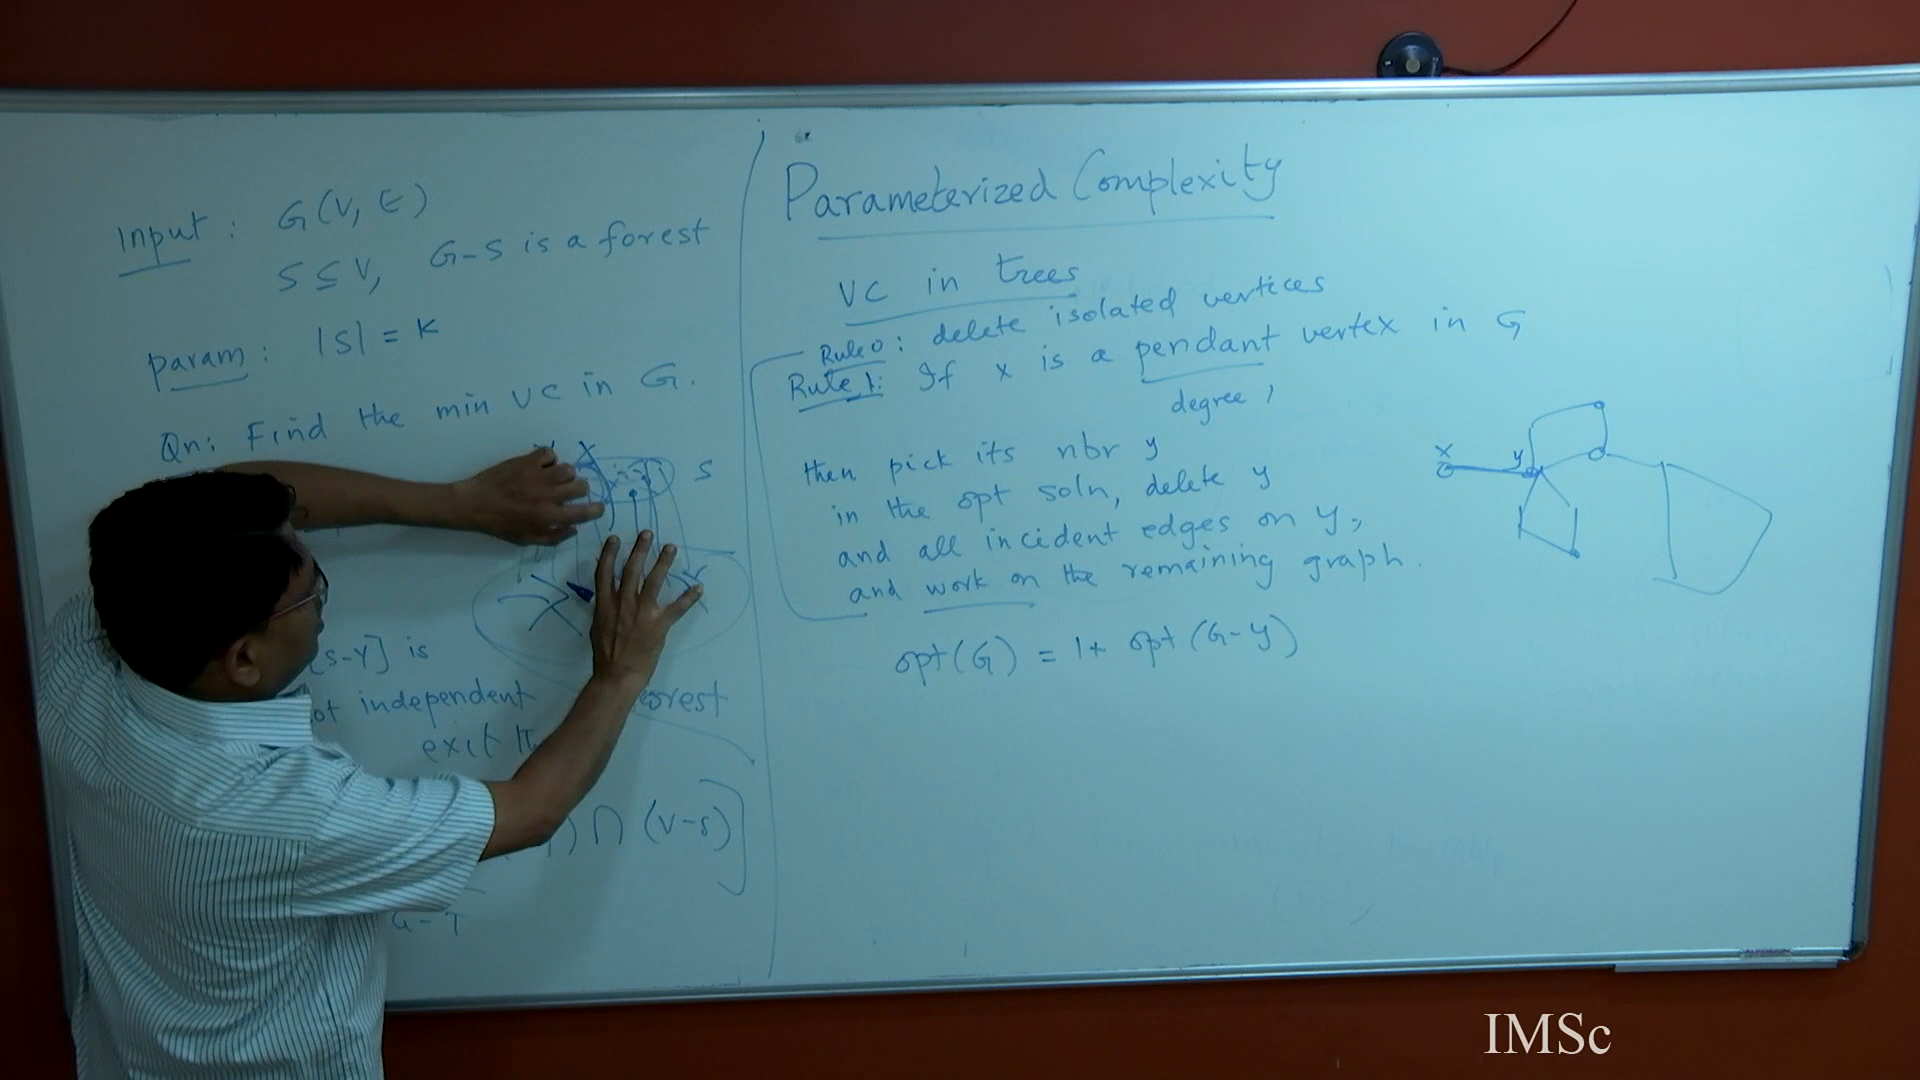 Input : G(V, E)
S ⊆ V, G-S is a forest
param : |S| = k
Qn: Find the min VC in G.
S
[S-Y] is
ot independent
exit
orest
) ∩ (V-S)
G-T
Parameterized Complexity
VC in trees
Rule 0: delete isolated vertices
Rule 1: If x is a pendant vertex in G
degree 1
then pick its nbr y
in the opt soln, delete y
and all incident edges on y,
and work on the remaining graph.
opt(G) = 1+ opt(G-y)
x
y
IMSc